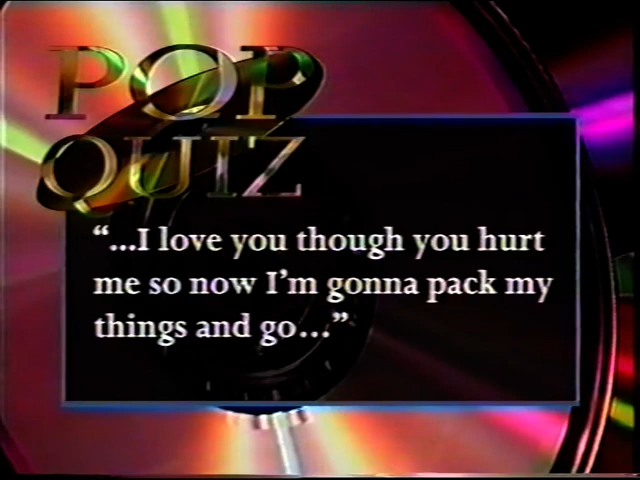 POP
QUIZ
“...I love you though you hurt
me so now I'm gonna pack my
things and go...”